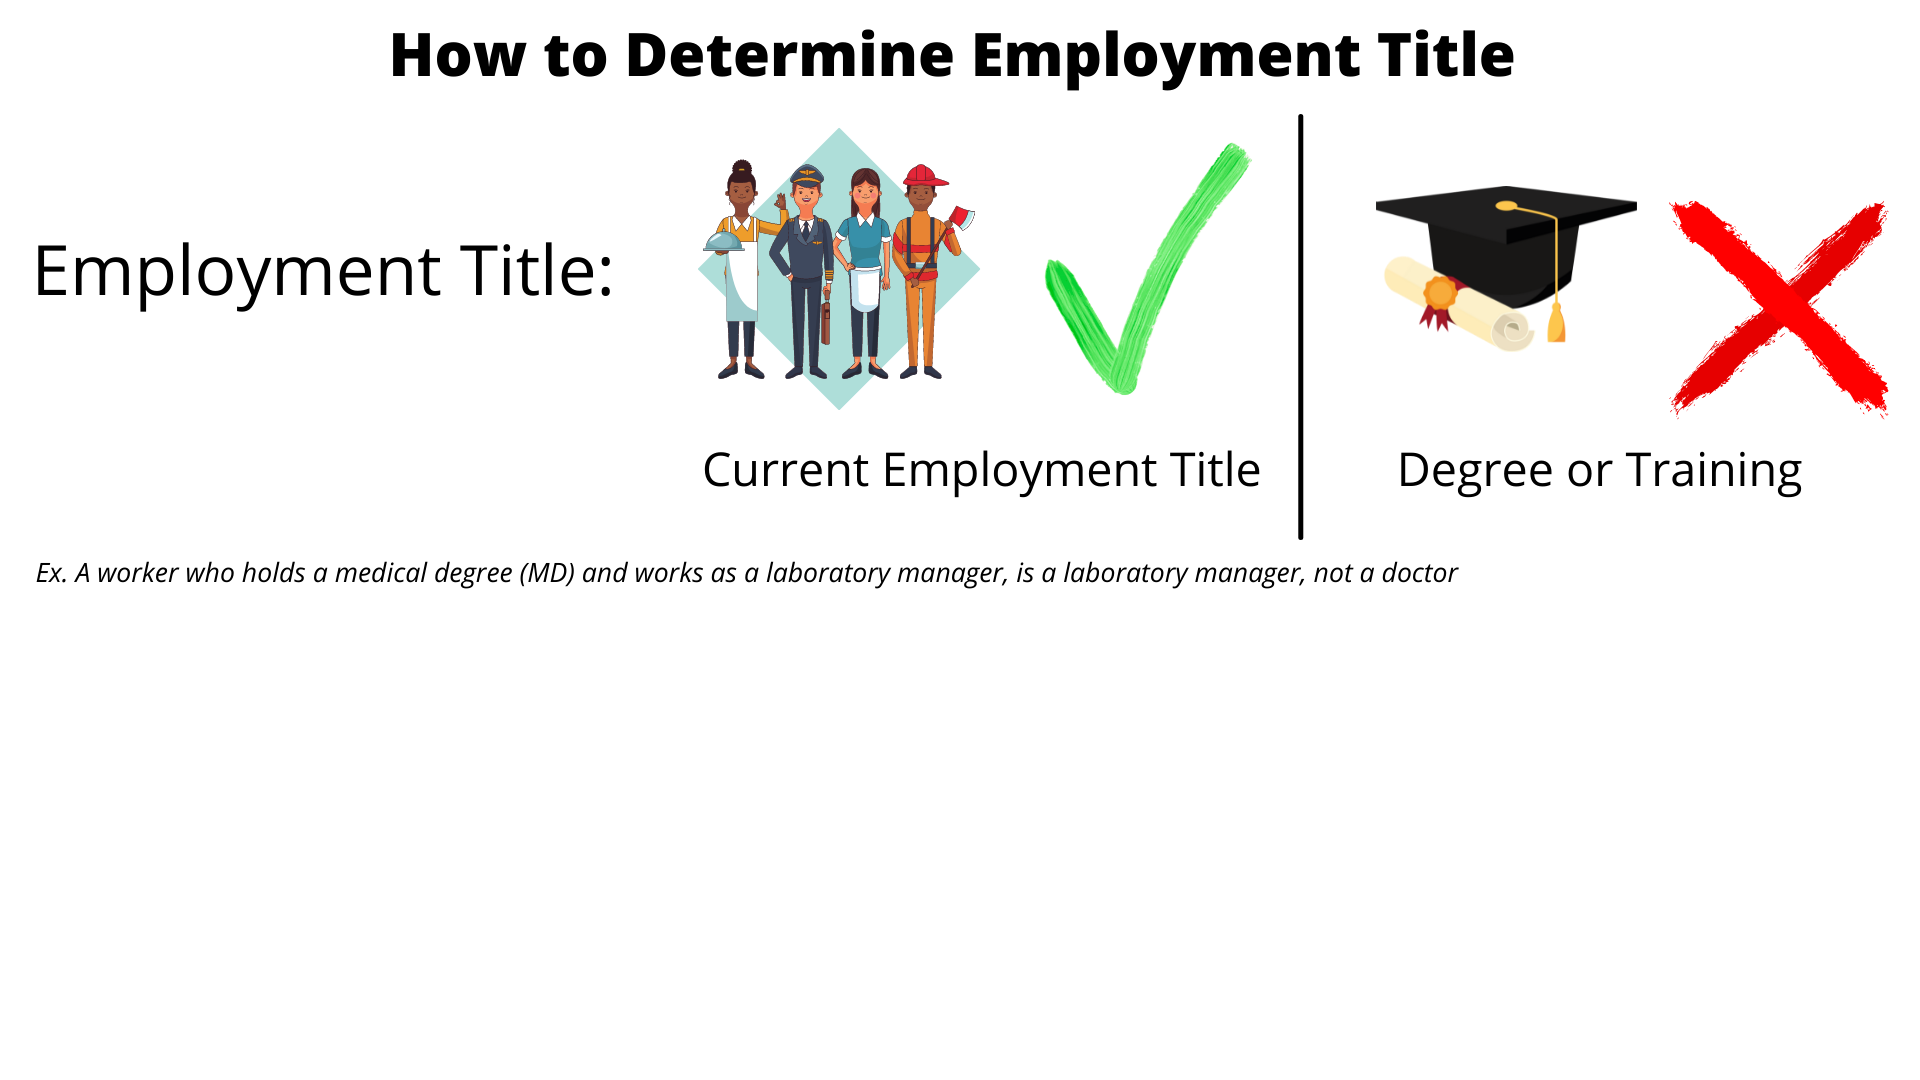 How to Determine Employment Title
Employment Title:
Current Employment Title
Degree or Training
Ex. A worker who holds a medical degree (MD) and works as a laboratory manager, is a laboratory manager, not a doctor